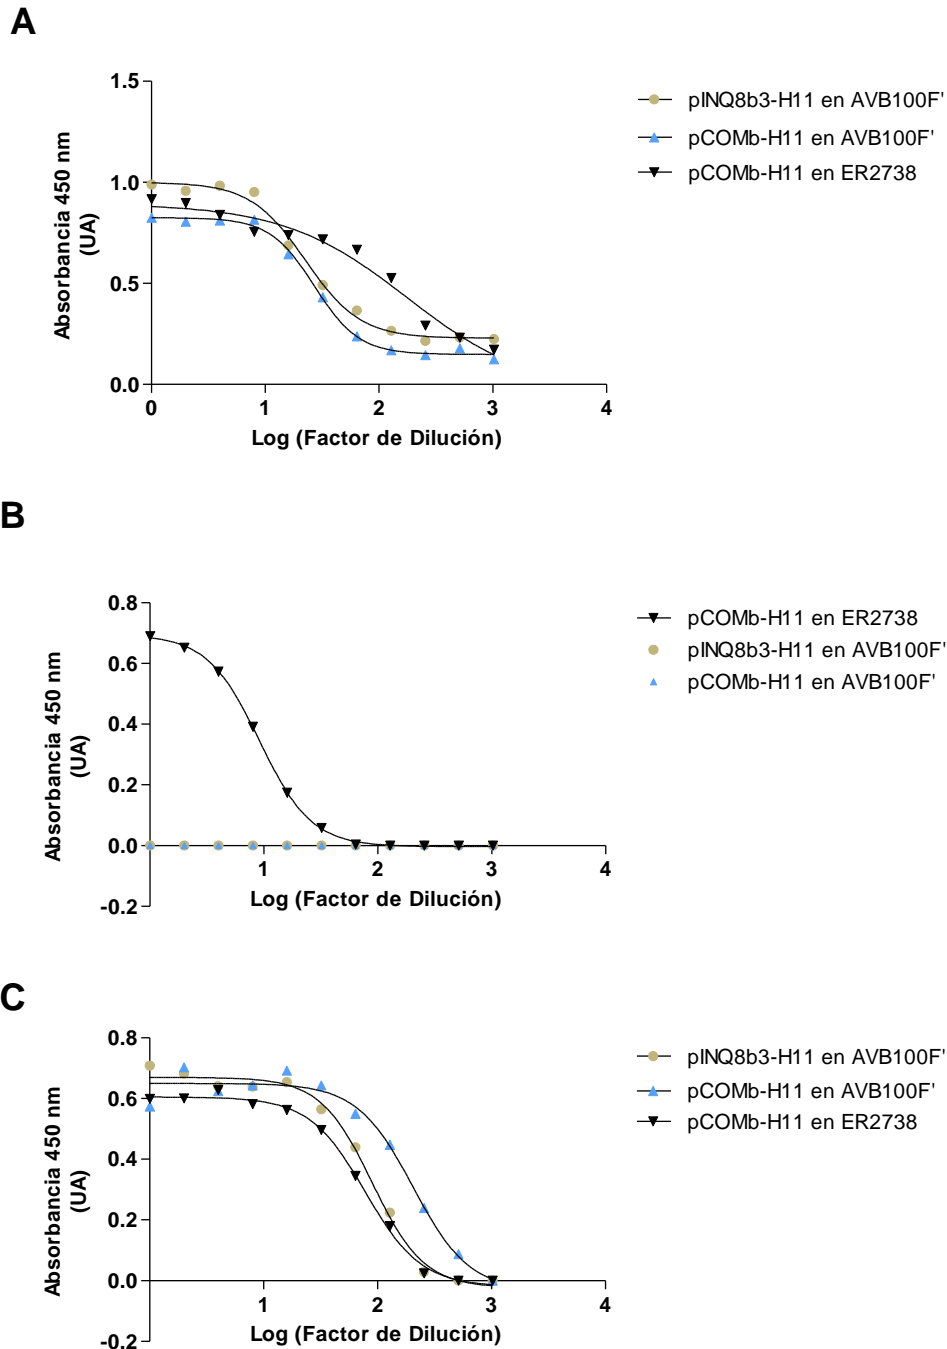 A
1.5
1.0
0.5
0.0
Absorbancia 450 nm
(UA)
0 1 2 3 4
Log (Factor de Dilución)
pINQ8b3-H11 en AVB100F'
pCOMb-H11 en AVB100F'
pCOMb-H11 en ER2738
B
0.8
0.6
0.4
0.2
0.0
-0.2
Absorbancia 450 nm
(UA)
1 2 3 4
Log (Factor de Dilución)
pCOMb-H11 en ER2738
pINQ8b3-H11 en AVB100F'
pCOMb-H11 en AVB100F'
C
0.8
0.6
0.4
0.2
0.0
-0.2
Absorbancia 450 nm
(UA)
1 2 3 4
Log (Factor de Dilución)
pINQ8b3-H11 en AVB100F'
pCOMb-H11 en AVB100F'
pCOMb-H11 en ER2738